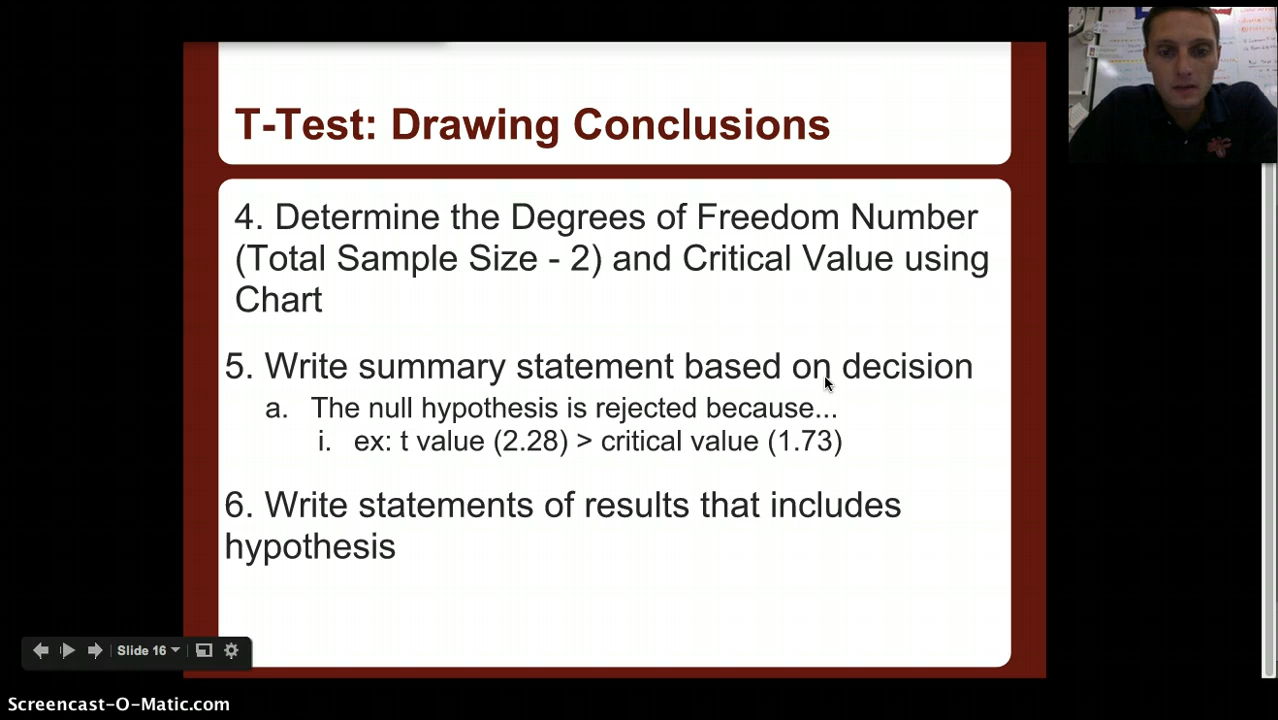 T-Test: Drawing Conclusions
4. Determine the Degrees of Freedom Number
(Total Sample Size - 2) and Critical Value using
Chart
5. Write summary statement based on decision
a. The null hypothesis is rejected because...
i. ex: t value (2.28) > critical value (1.73)
6. Write statements of results that includes
hypothesis
Slide 16
Screencast-O-Matic.com